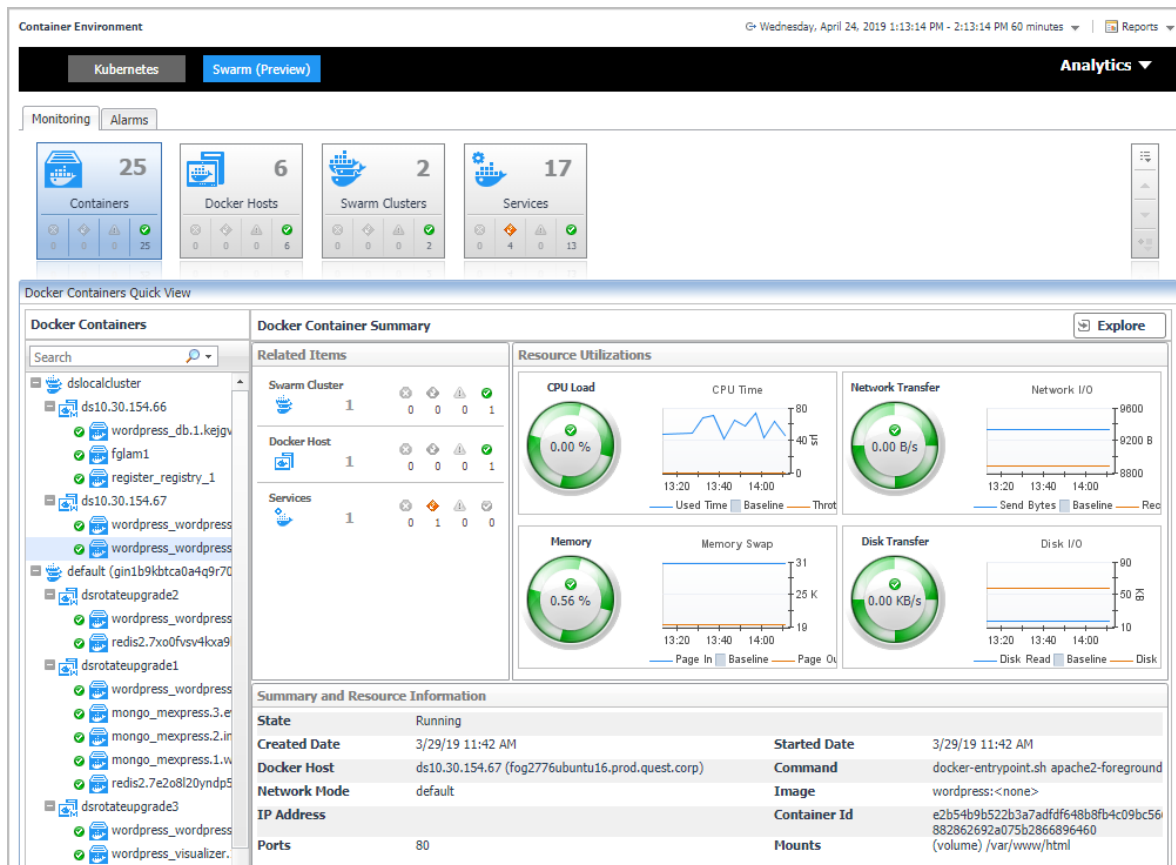 Container Environment
Wednesday, April 24, 2019 1:13:14 PM - 2:13:14 PM 60 minutes
Reports
Kubernetes
Swarm (Preview)
Analytics
Monitoring
Alarms
25
Containers
0 0 0 25
6
Docker Hosts
0 0 0 6
2
Swarm Clusters
0 0 0 2
17
Services
0 4 0 13
Docker Containers Quick View
Docker Containers
Search
dslocalcluster
ds10.30.154.66
wordpress_db.1.kejgv
fglam1
register_registry_1
ds10.30.154.67
wordpress_wordpress
wordpress_wordpress
default (gin1b9kbtca0a4q9r70
dsrotateupgrade2
wordpress_wordpress
redis2.7xo0fvsv4kxa9
dsrotateupgrade1
wordpress_wordpress
mongo_mexpress.3.e
mongo_mexpress.2.in
mongo_mexpress.1.w
redis2.7e2o8l20yndp5
dsrotateupgrade3
wordpress_wordpress
wordpress_visualizer.
Docker Container Summary
Explore
Related Items
Swarm Cluster
1
0 0 0 1
Docker Host
1
0 0 0 1
Services
1
0 1 0 0
Resource Utilizations
CPU Load
0.00 %
CPU Time
80
40 µs
0
13:20 13:40 14:00
Used Time Baseline Throt
Network Transfer
0.00 B/s
Network I/O
9600
9200 B
8800
13:20 13:40 14:00
Send Bytes Baseline Rec
Memory
0.56 %
Memory Swap
31
25 K
19
13:20 13:40 14:00
Page In Baseline Page Ou
Disk Transfer
0.00 KB/s
Disk I/O
90
50 KB
10
13:20 13:40 14:00
Disk Read Baseline Disk
Summary and Resource Information
State Running
Created Date 3/29/19 11:42 AM Started Date 3/29/19 11:42 AM
Docker Host ds10.30.154.67 (fog2776ubuntu16.prod.quest.corp) Command docker-entrypoint.sh apache2-foreground
Network Mode default Image wordpress:<none>
IP Address Container Id e2b54b9b522b3a7adfdf648b8fb4c09bc56
882862692a075b2866896460
Ports 80 Mounts (volume) /var/www/html